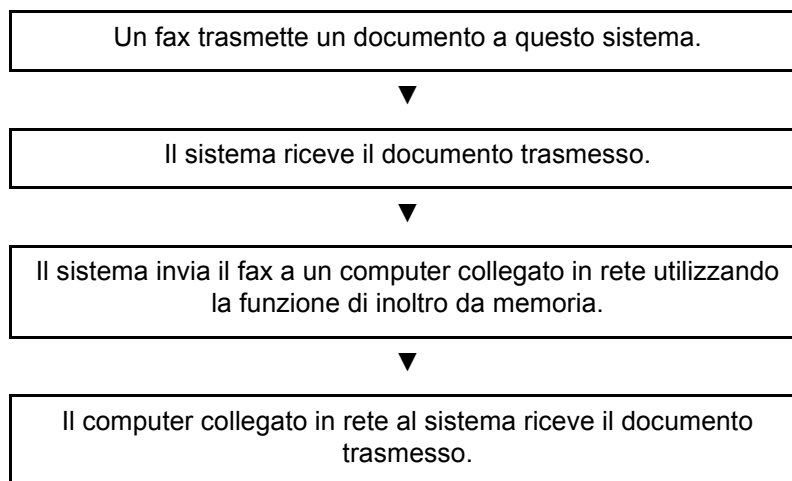 Un fax trasmette un documento a questo sistema.
▼
Il sistema riceve il documento trasmesso.
▼
Il sistema invia il fax a un computer collegato in rete utilizzando
la funzione di inoltro da memoria.
▼
Il computer collegato in rete al sistema riceve il documento
trasmesso.